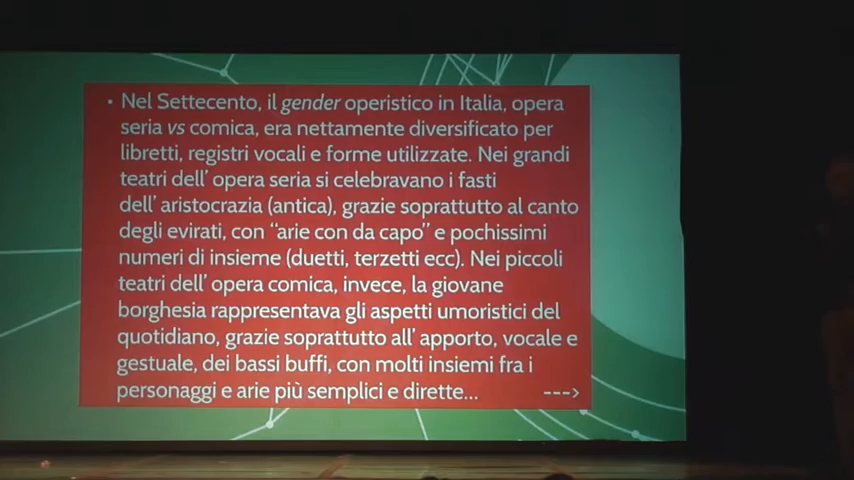 • Nel Settecento, il gender operistico in Italia, opera
seria vs comica, era nettamente diversificato per
libretti, registri vocali e forme utilizzate. Nei grandi
teatri dell' opera seria si celebravano i fasti
dell' aristocrazia (antica), grazie soprattutto al canto
degli evirati, con “arie con da capo” e pochissimi
numeri di insieme (duetti, terzetti ecc). Nei piccoli
teatri dell' opera comica, invece, la giovane
borghesia rappresentava gli aspetti umoristici del
quotidiano, grazie soprattutto all' apporto, vocale e
gestuale, dei bassi buffi, con molti insiemi fra i
personaggi e arie più semplici e dirette... --->